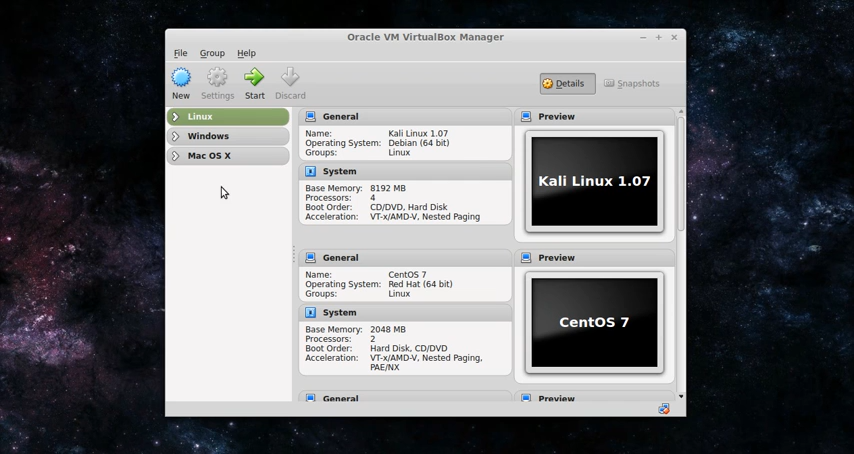 Oracle VM VirtualBox Manager
File Group Help
New Settings Start Discard Details Snapshots
Linux
Windows
Mac OS X
General
Name: Kali Linux 1.07
Operating System: Debian (64 bit)
Groups: Linux
System
Base Memory: 8192 MB
Processors: 4
Boot Order: CD/DVD, Hard Disk
Acceleration: VT-x/AMD-V, Nested Paging
Preview
Kali Linux 1.07
General
Name: CentOS 7
Operating System: Red Hat (64 bit)
Groups: Linux
System
Base Memory: 2048 MB
Processors: 2
Boot Order: Hard Disk, CD/DVD
Acceleration: VT-x/AMD-V, Nested Paging,
PAE/NX
Preview
CentOS 7
General
Preview